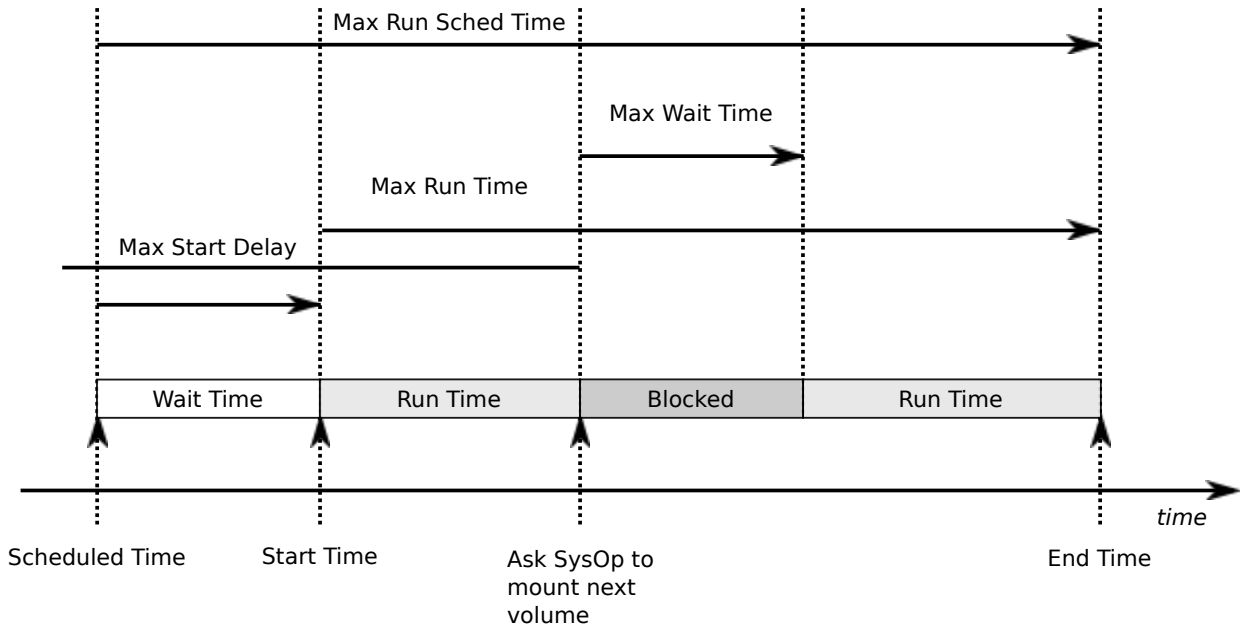 Max Run Sched Time
Max Wait Time
Max Run Time
Max Start Delay
Wait Time
Run Time
Blocked
Run Time
time
Scheduled Time
Start Time
Ask SysOp to
mount next
volume
End Time